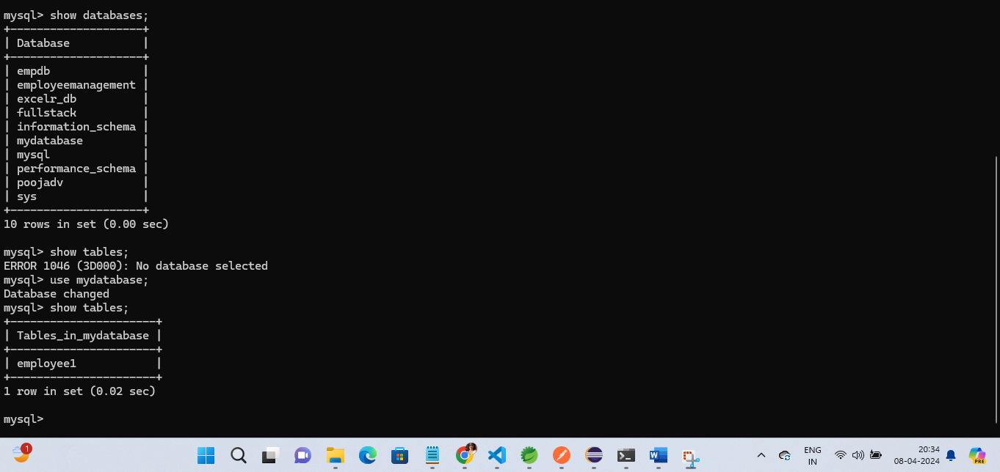 mysql> show databases;
+--------------------+
| Database           |
+--------------------+
| empdb              |
| employeemanagement |
| excelr_db          |
| fullstack          |
| information_schema |
| mydatabase         |
| mysql              |
| performance_schema |
| poojadv            |
| sys                |
+--------------------+
10 rows in set (0.00 sec)
mysql> show tables;
ERROR 1046 (3D000): No database selected
mysql> use mydatabase;
Database changed
mysql> show tables;
+----------------------+
| Tables_in_mydatabase |
+----------------------+
| employee1            |
+----------------------+
1 row in set (0.02 sec)
mysql>
1
W
ENG
IN
20:34
08-04-2024
PRE